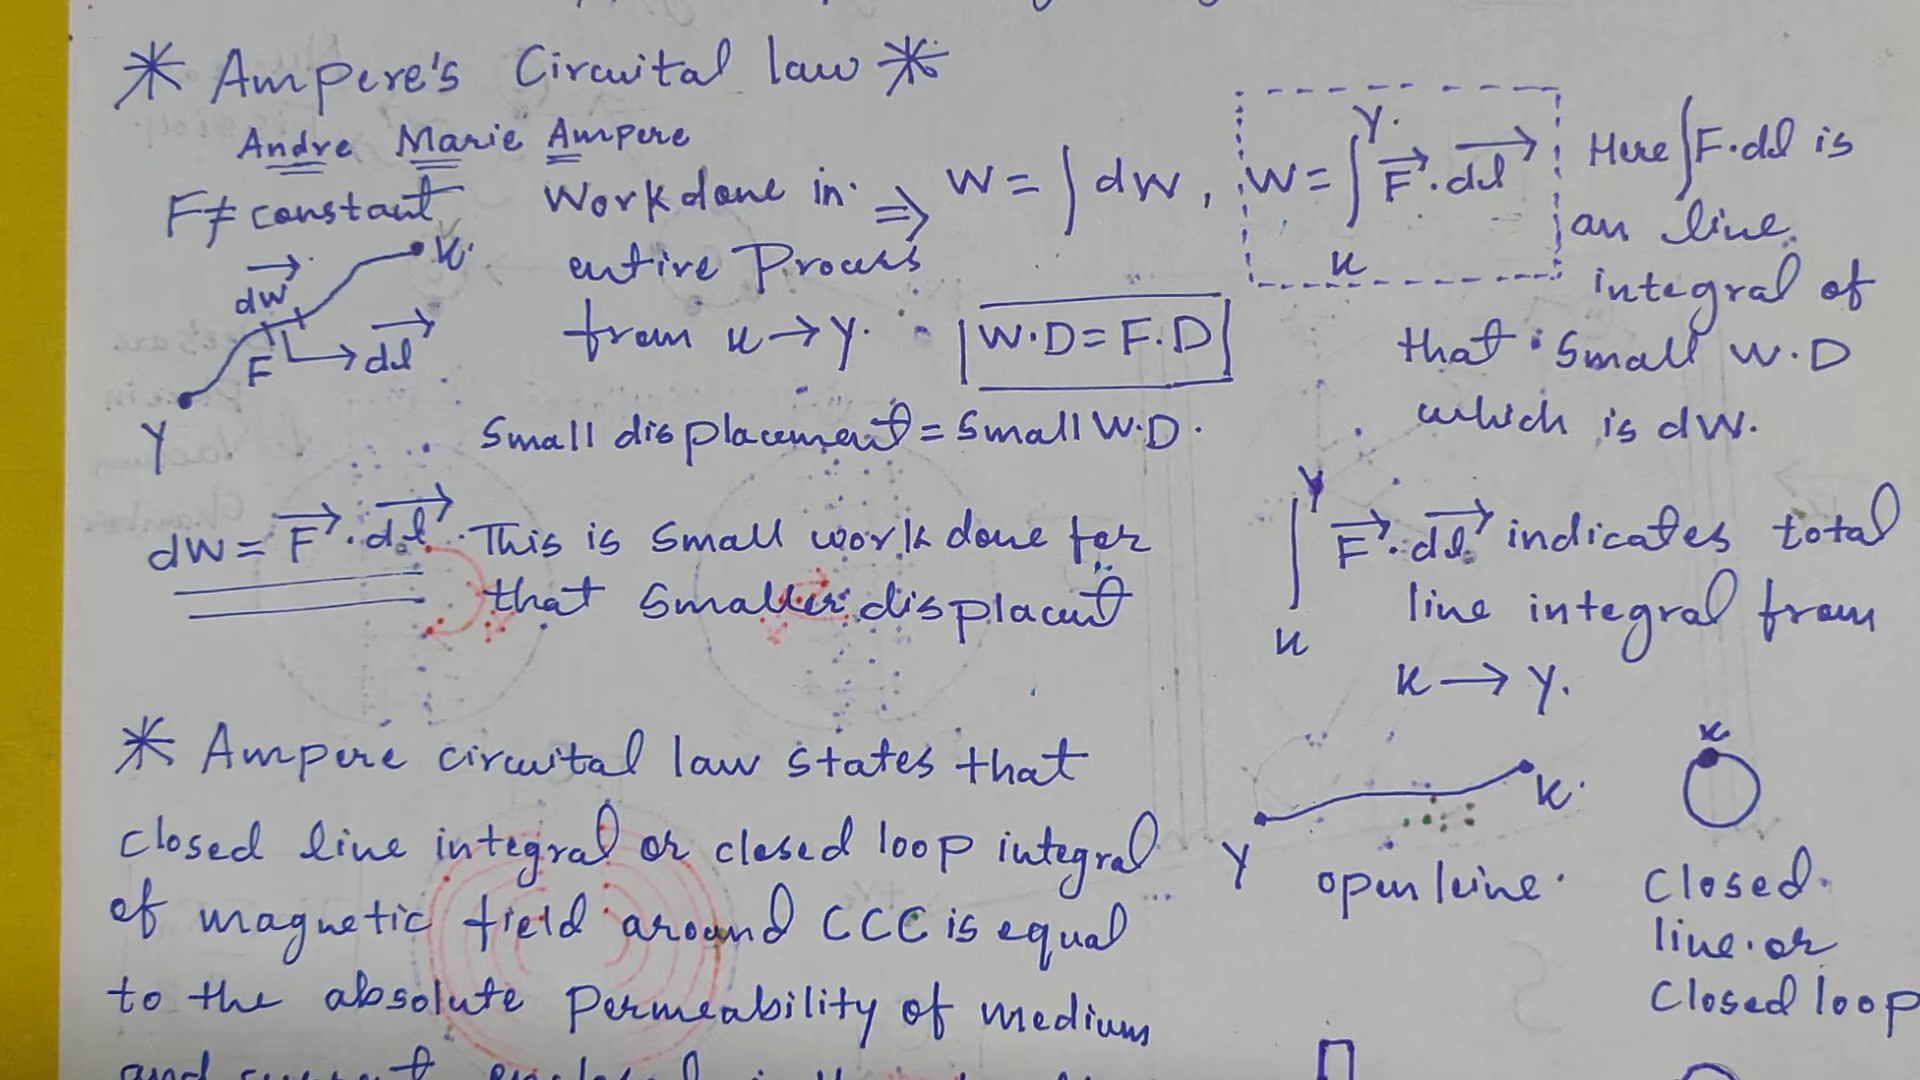 * Ampere's Circuital law *
Andre Marie Ampere
F ≠ constant
dw
x
F
dl
Y
Work done in
entire Process
from x → y.
⇒ W = ∫ dw, W = ∫ F · dl
Y
x
W.D = F.D
Here ∫F·dl is
an line
integral of
that small W.D
which is dw.
Small displacement = Small W.D.
dw = F · dl. This is small work done for
that smaller displacent
Y
∫ F · dl indicates total
x
line integral from
x → y.
* Ampere circuital law states that
closed line integral or closed loop integral
of magnetic field around CCC is equal
to the absolute Permeability of medium
Y
x
open line
x
Closed
line or
Closed loop